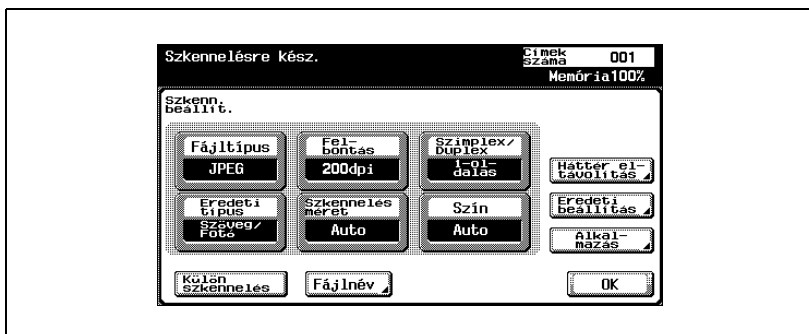 Szkennelésre kész.
Címek
száma 001
Memória100%
Szkenn.
beállít.
Fájltípus
JPEG
Fel-
bontás
200dpi
Szimplex/
Duplex
1-ol-
dalas
Háttér el-
távolítás
Eredeti
típus
Szöveg/
Fotó
Szkennelés
méret
Auto
Szín
Auto
Eredeti
beállítás
Alkal-
mazás
Külön
szkennelés
Fájlnév
OK